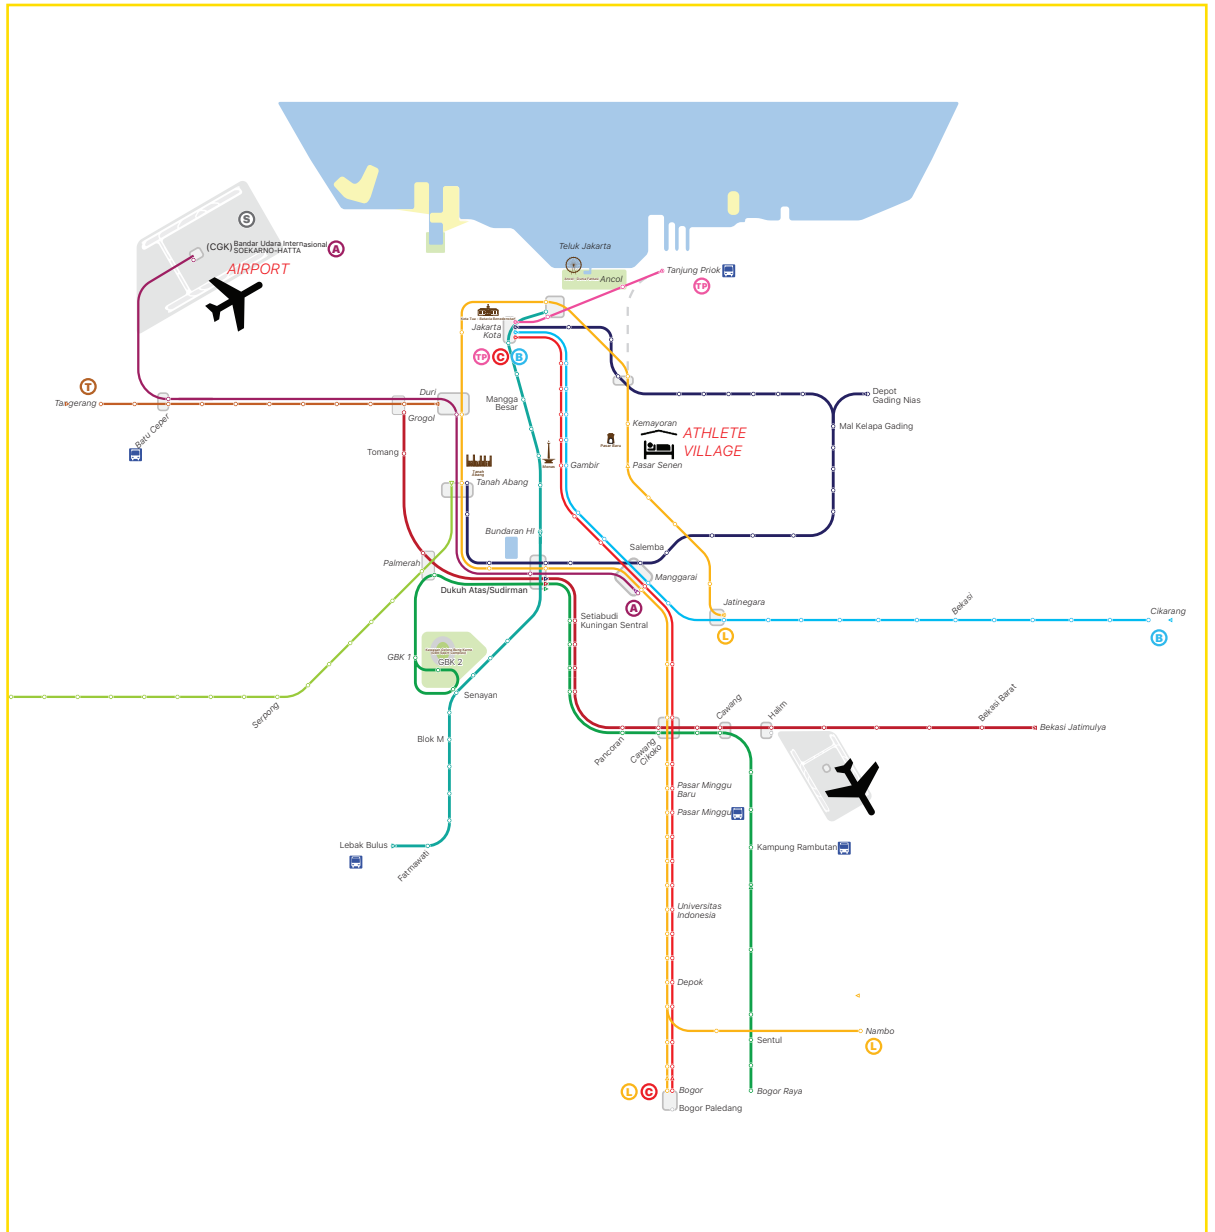 Teluk Jakarta
S
(CGK)
Bandar Udara Internasional
SOEKARNO-HATTA
A
AIRPORT
Ancol
Tanjung Priok
TP
Jakarta
Kota
TP
C
B
T
Tangerang
Batu Ceper
Duri
Grogol
Mangga
Besar
Depot
Gading Nias
Mal Kelapa Gading
Kemayoran
ATHLETE
VILLAGE
Pasar Senen
Gambir
Tomang
Tanah
Abang
Tanah Abang
Bundaran HI
Salemba
Palmerah
Manggarai
Dukuh Atas/Sudirman
A
Jatinegara
L
Bekasi
Cikarang
B
Setiabudi
Kuningan Sentral
GBK 1
GBK 2
Senayan
Serpong
Blok M
Pancoran
Cawang
Cikoko
Cawang
Halim
Bekasi Barat
Bekasi Jatimulya
Pasar Minggu
Baru
Pasar Minggu
Lebak Bulus
Fatmawati
Kampung Rambutan
Universitas
Indonesia
Depok
Nambo
L
Sentul
L
C
Bogor
Bogor Paledang
Bogor Raya